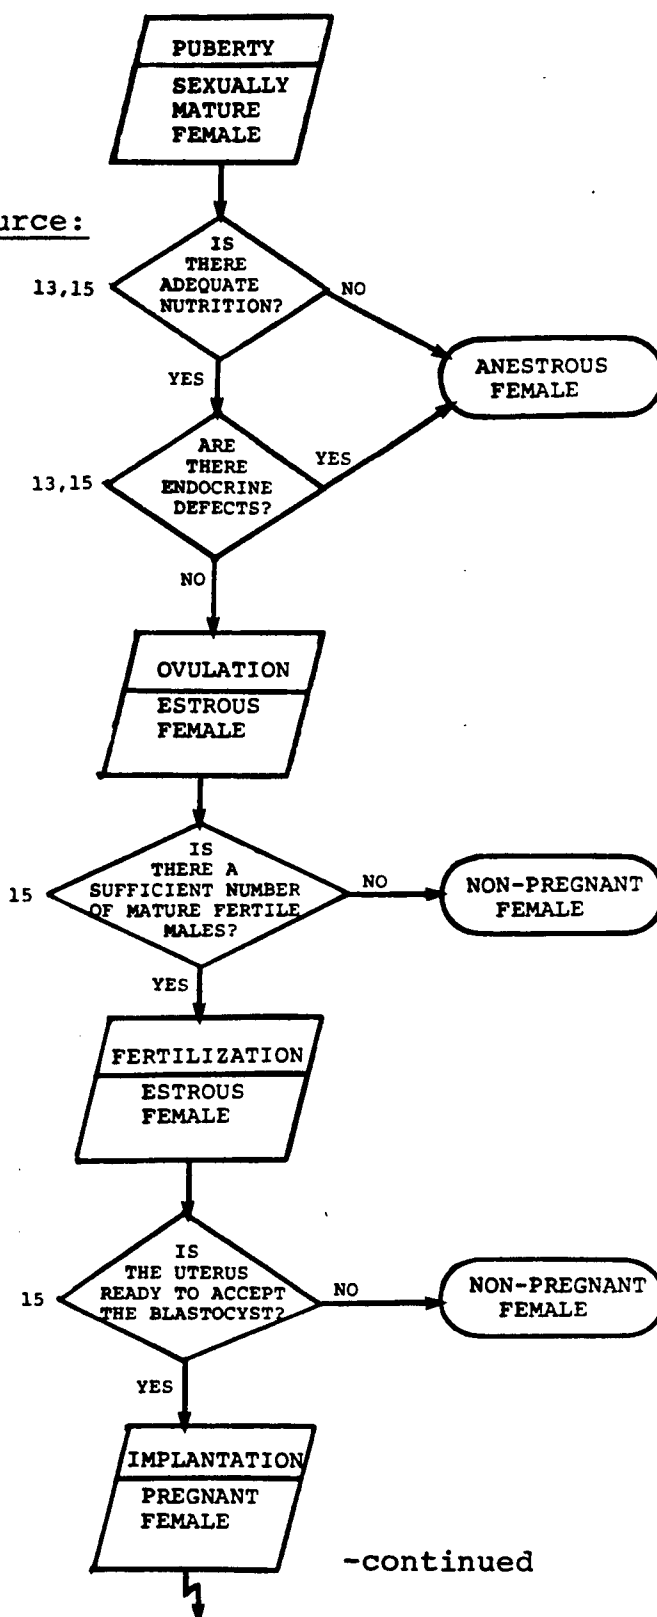 PUBERTY
SEXUALLY
MATURE
FEMALE
urce:
IS
THERE
ADEQUATE
NUTRITION?
13,15
NO
YES
ANESTROUS
FEMALE
ARE
THERE
ENDOCRINE
DEFECTS?
13,15
YES
NO
OVULATION
ESTROUS
FEMALE
IS
THERE A
SUFFICIENT NUMBER
OF MATURE FERTILE
MALES?
15
NO
NON-PREGNANT
FEMALE
YES
FERTILIZATION
ESTROUS
FEMALE
IS
THE UTERUS
READY TO ACCEPT
THE BLASTOCYST?
15
NO
NON-PREGNANT
FEMALE
YES
IMPLANTATION
PREGNANT
FEMALE
-continued